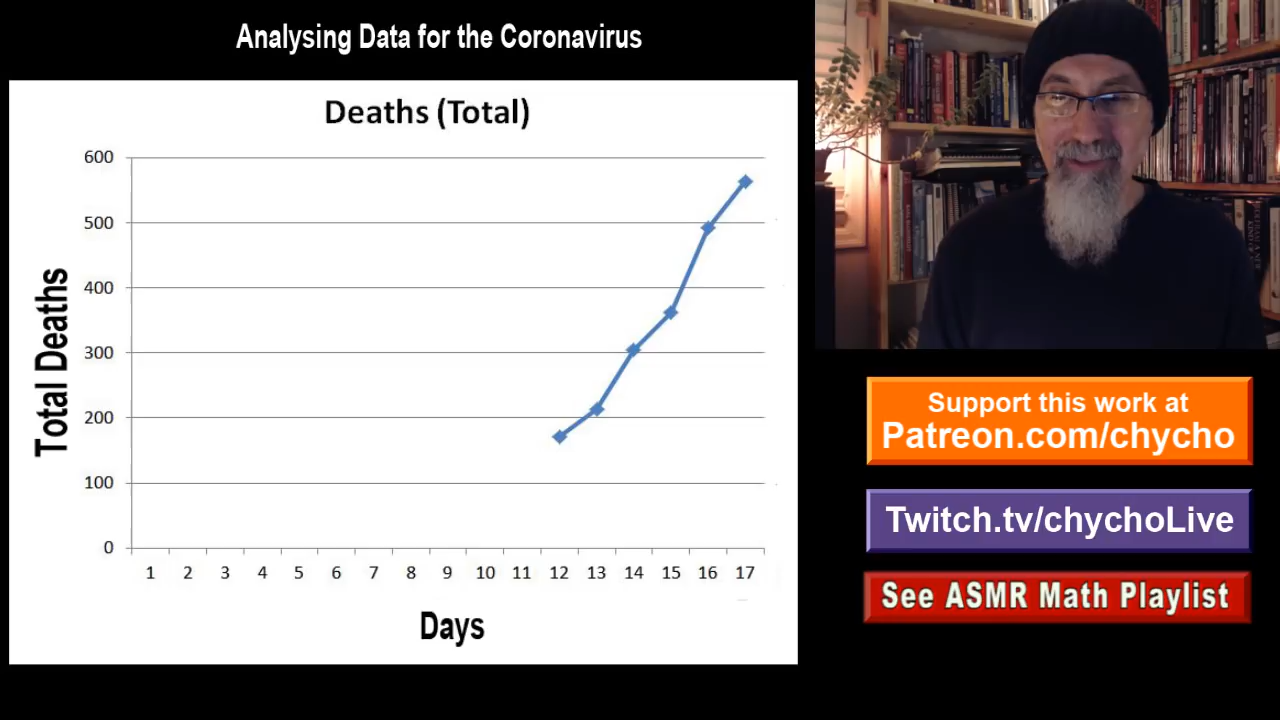 Analysing Data for the Coronavirus
Deaths (Total)
600
500
400
300
200
100
0
Total Deaths
1 2 3 4 5 6 7 8 9 10 11 12 13 14 15 16 17
Days
Support this work at
Patreon.com/chycho
Twitch.tv/chychoLive
See ASMR Math Playlist